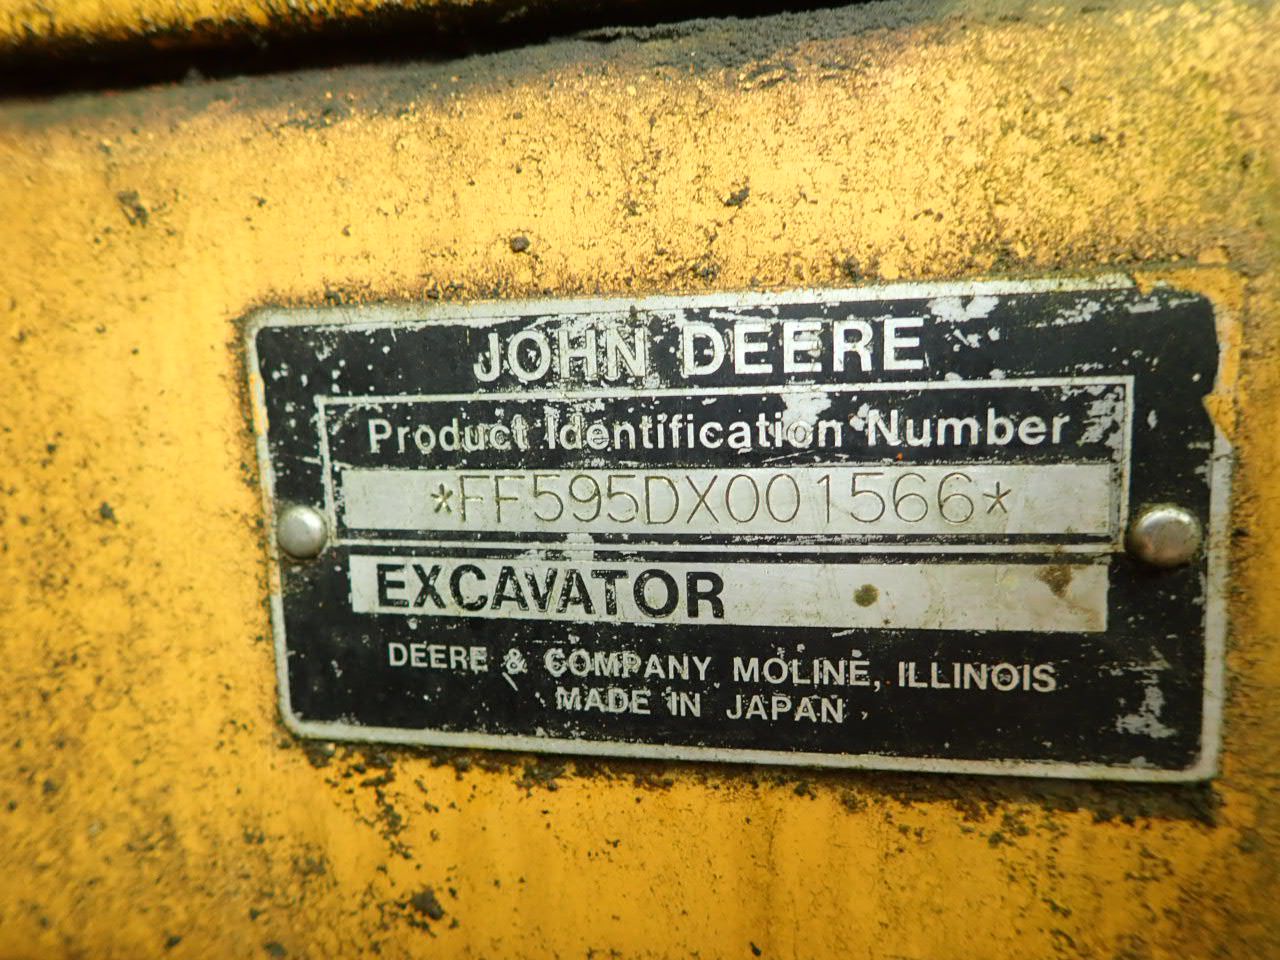 JOHN DEERE
Product Identification Number
*FF595DX001566*
EXCAVATOR
DEERE & COMPANY MOLINE, ILLINOIS
MADE IN JAPAN